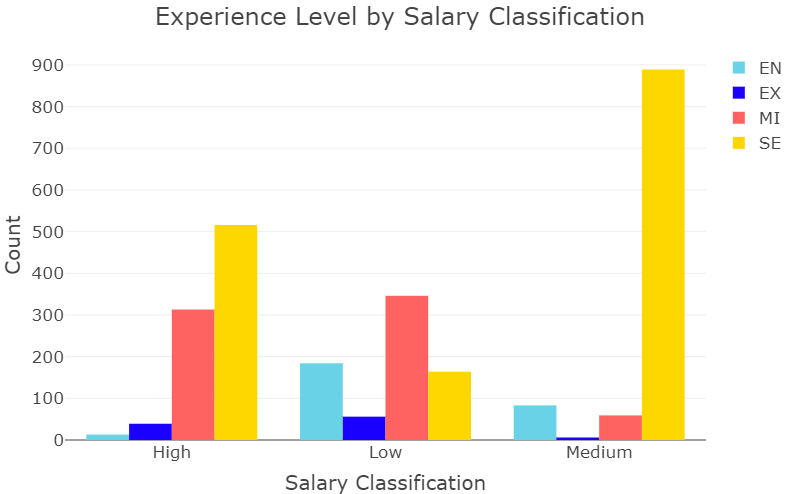 Experience Level by Salary Classification
900
800
700
600
500
400
300
200
100
0
Count
High
Low
Medium
Salary Classification
EN
EX
MI
SE